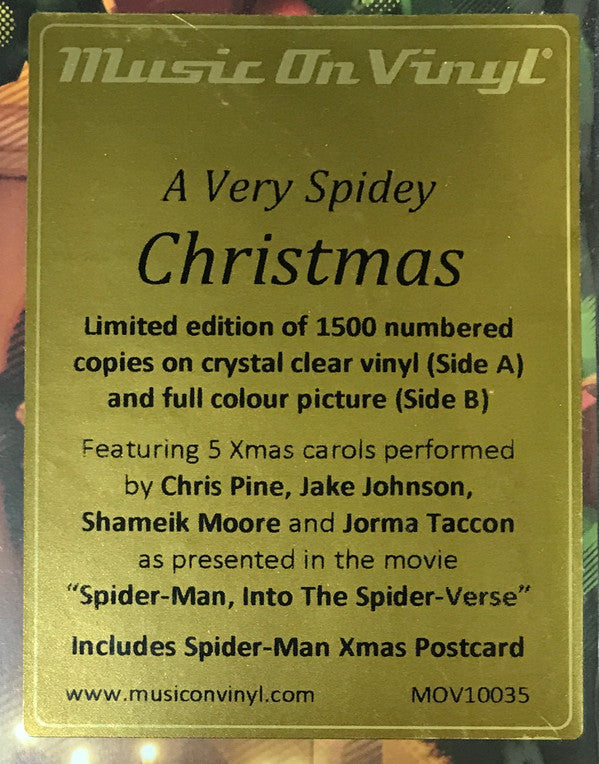 Music On Vinyl®
A Very Spidey
Christmas
Limited edition of 1500 numbered
copies on crystal clear vinyl (Side A)
and full colour picture (Side B)
Featuring 5 Xmas carols performed
by Chris Pine, Jake Johnson,
Shameik Moore and Jorma Taccon
as presented in the movie
“Spider-Man, Into The Spider-Verse”
Includes Spider-Man Xmas Postcard
www.musiconvinyl.com MOV10035